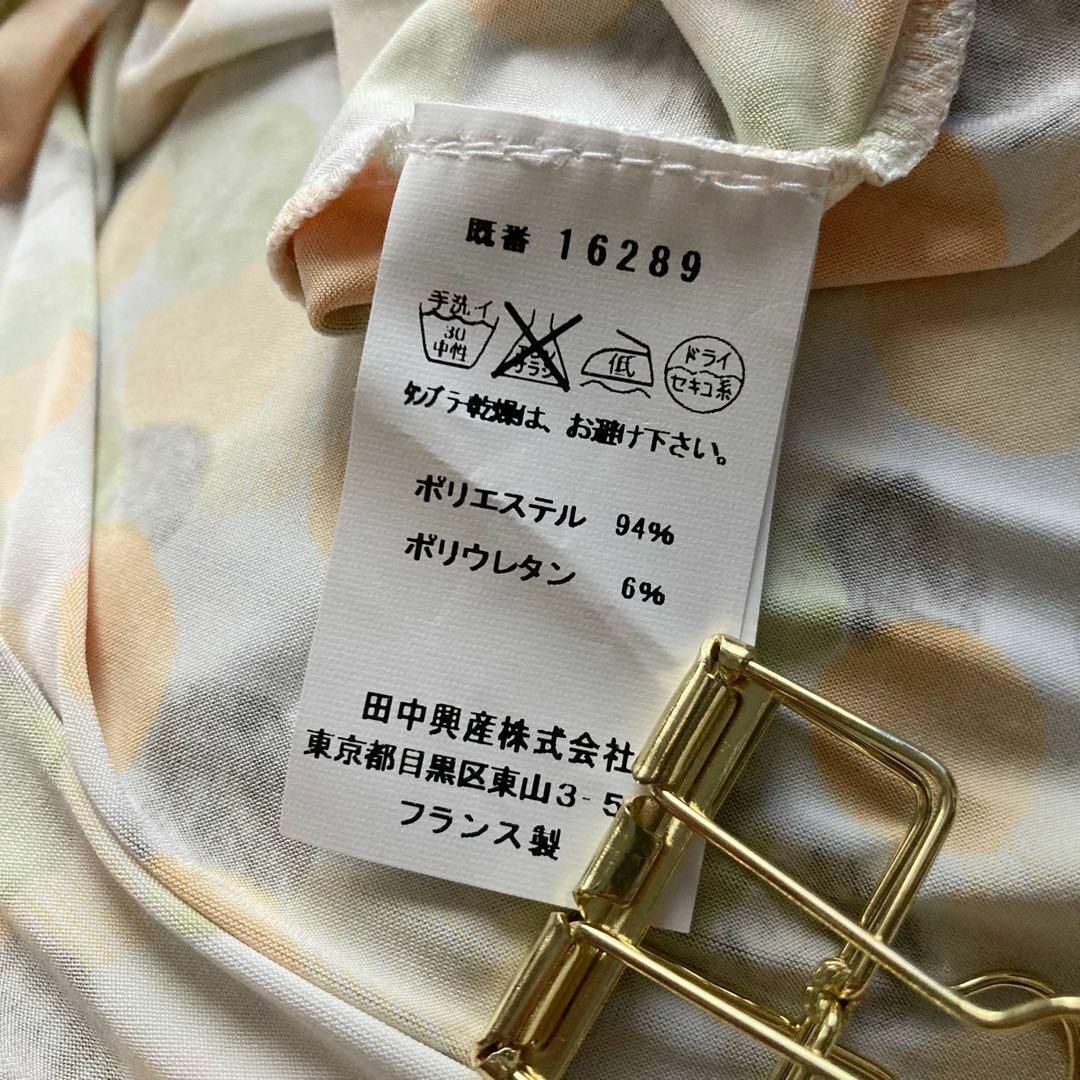 既番 16289
手洗イ
30
中性
エンソ
サラシ
低
ドライ
セキユ系
タンブラー乾燥は、お避け下さい。
ポリエステル 94%
ポリウレタン 6%
田中興産株式会社
東京都目黒区東山3-5
フランス製